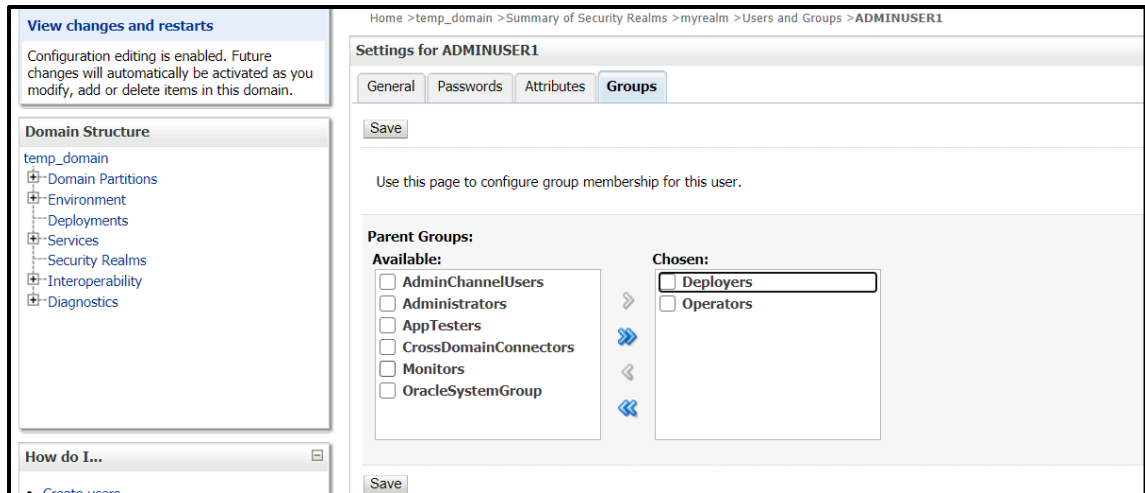 View changes and restarts
Configuration editing is enabled. Future
changes will automatically be activated as you
modify, add or delete items in this domain.
Domain Structure
temp_domain
Domain Partitions
Environment
Deployments
Services
Security Realms
Interoperability
Diagnostics
How do I...
Create users
Home >temp_domain >Summary of Security Realms >myrealm >Users and Groups >ADMINUSER1
Settings for ADMINUSER1
General Passwords Attributes Groups
Save
Use this page to configure group membership for this user.
Parent Groups:
Available:
AdminChannelUsers
Administrators
AppTesters
CrossDomainConnectors
Monitors
OracleSystemGroup
Chosen:
Deployers
Operators
Save